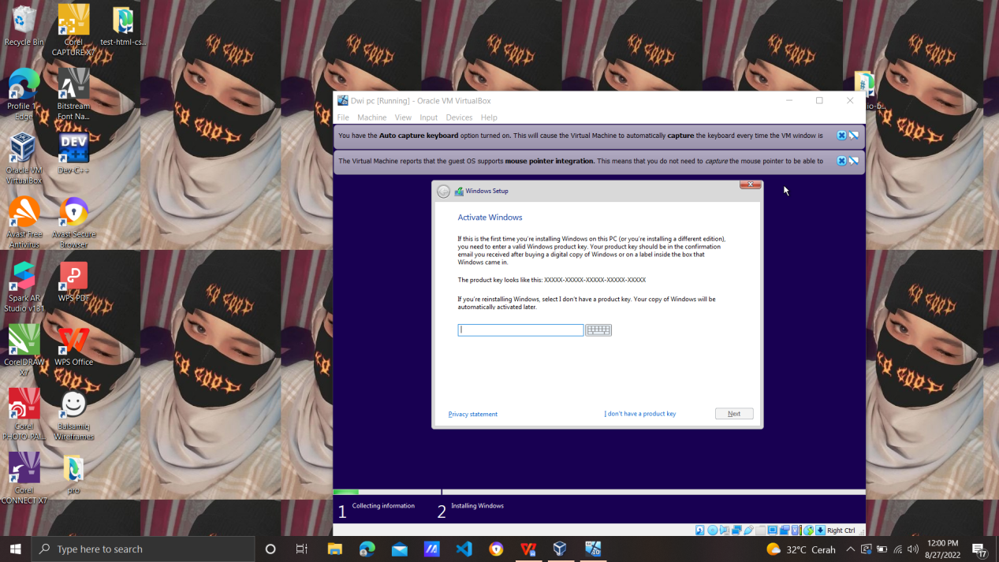 Recycle Bin
Corel
CAPTURE X7
test-html-cs...
Profile 1 -
Edge
Bitstream
Font Na...
Oracle VM
VirtualBox
Dev-C++
DEV
Avast Free
Antivirus
Avast Secure
Browser
Spark AR
Studio v131
WPS PDF
CorelDRAW
X7
WPS Office
Corel
PHOTO-PAI...
Balsamiq
Wireframes
Corel
CONNECT X7
pro
NO GOOD
Dwi pc [Running] - Oracle VM VirtualBox
File Machine View Input Devices Help
You have the Auto capture keyboard option turned on. This will cause the Virtual Machine to automatically capture the keyboard every time the VM window is
The Virtual Machine reports that the guest OS supports mouse pointer integration. This means that you do not need to capture the mouse pointer to be able to
Windows Setup
Activate Windows
If this is the first time you're installing Windows on this PC (or you're installing a different edition),
you need to enter a valid Windows product key. Your product key should be in the confirmation
email you received after buying a digital copy of Windows or on a label inside the box that
Windows came in.
The product key looks like this: XXXXX-XXXXX-XXXXX-XXXXX-XXXXX
If you're reinstalling Windows, select I don't have a product key. Your copy of Windows will be
automatically activated later.
Privacy statement
I don't have a product key
Next
1 Collecting information
2 Installing Windows
Right Ctrl
Type here to search
32°C Cerah
12:00 PM
8/27/2022
17